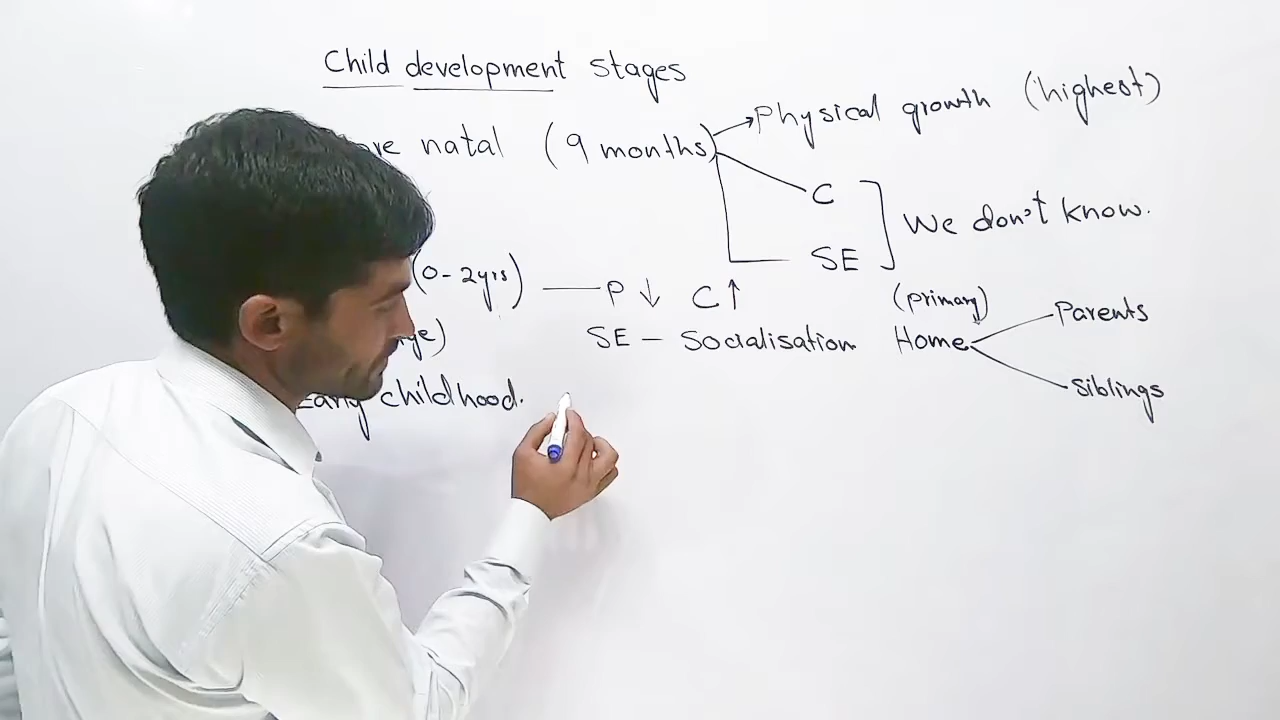 Child development stages
natal (9 months) Physical growth (highest)
C
SE
We don't know.
(0-2yrs) P ↓ C ↑
SE - Socialisation
(primary)
Home
Parents
Siblings
Early childhood.